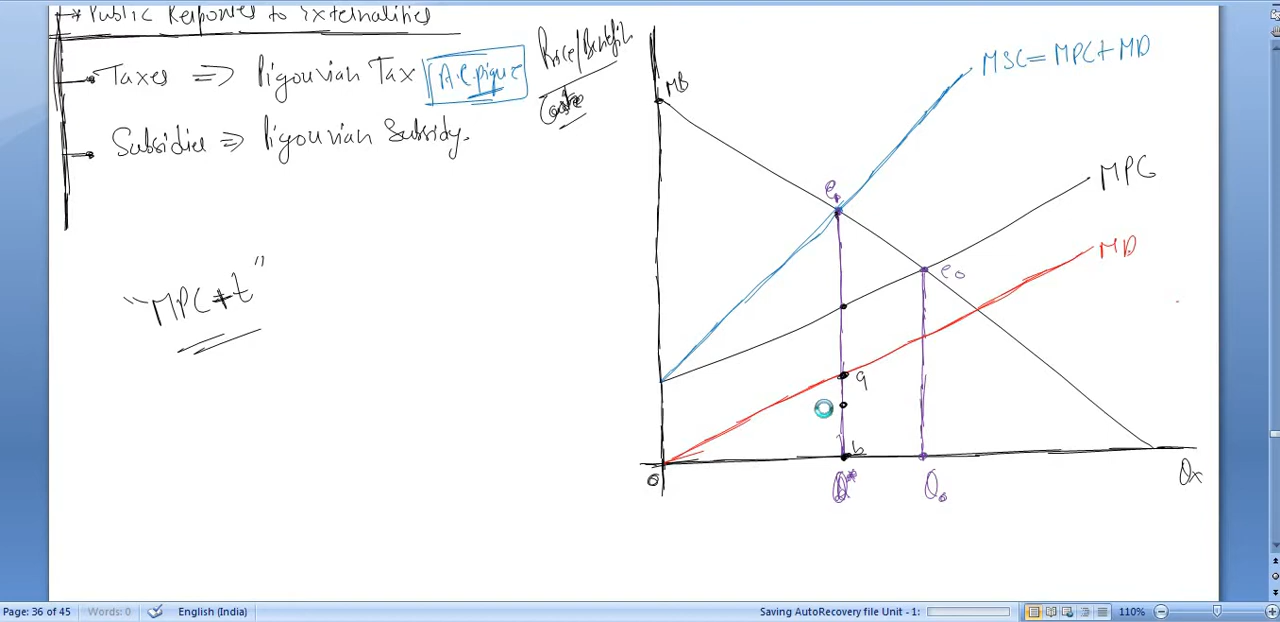 Public Responses to Externalities
Taxes => Pigouvian Tax A.C. pigue
Price/Benefit
Subsidies => Pigouvian Subsidy.
"MPC+t"
MB
MSC = MPC + MD
MPC
MD
e₁
e₀
a
b
0
Q*
Q₀
Qx
Page: 36 of 45 Words: 0 English (India) Saving AutoRecovery file Unit - 1: 110%